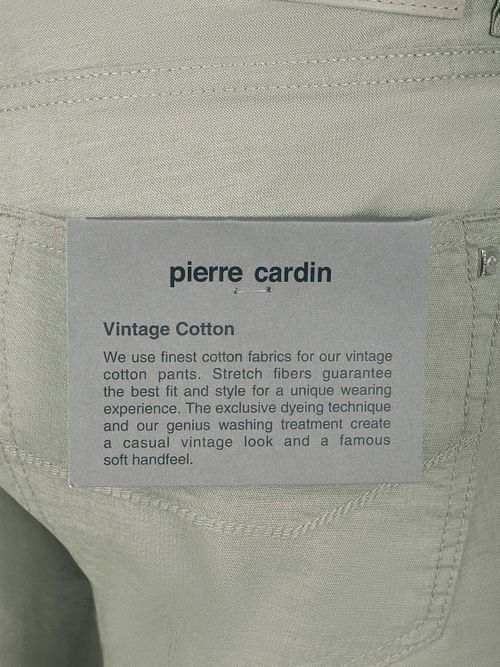 pierre cardin
Vintage Cotton
We use finest cotton fabrics for our vintage
cotton pants. Stretch fibers guarantee
the best fit and style for a unique wearing
experience. The exclusive dyeing technique
and our genius washing treatment create
a casual vintage look and a famous
soft handfeel.